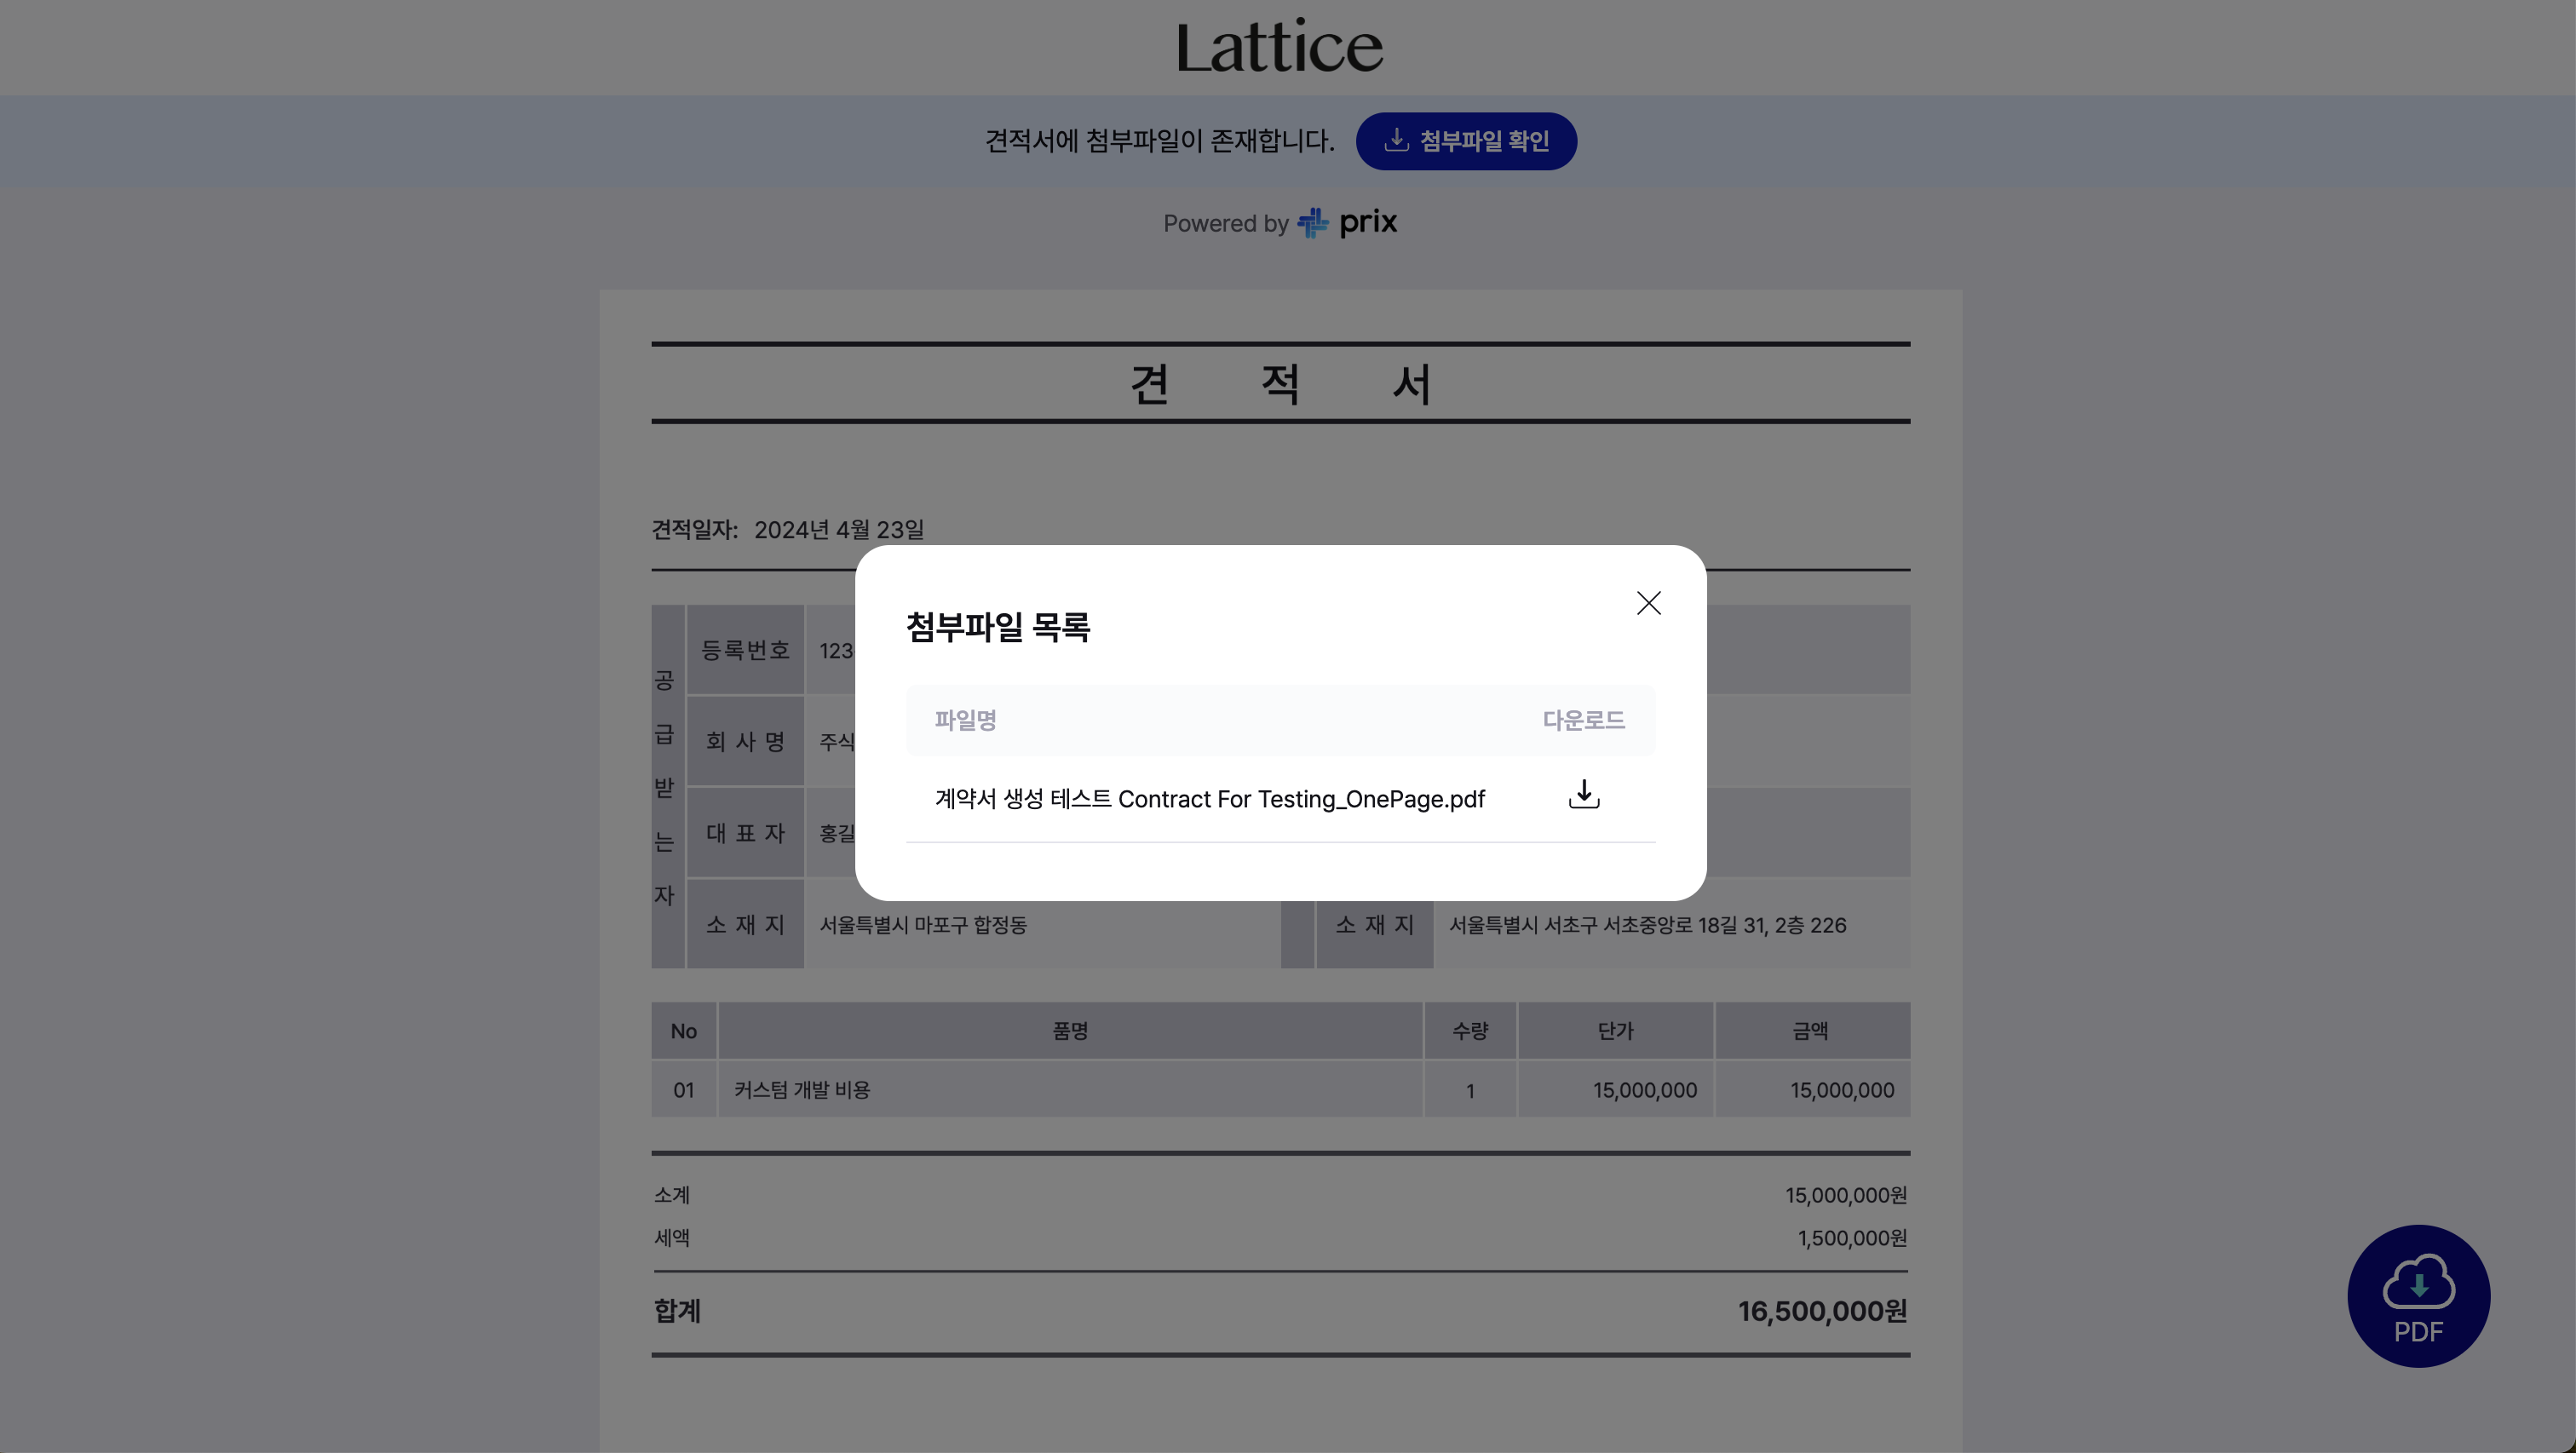 Lattice
견적서에 첨부파일이 존재합니다.
첨부파일 확인
Powered by prix
견 적 서
견적일자: 2024년 4월 23일
첨부파일 목록
파일명 다운로드
계약서 생성 테스트 Contract For Testing_OnePage.pdf
공급받는자
등록번호 123
회사명 주식
대표자 홍길
소재지 서울특별시 마포구 합정동
소재지 서울특별시 서초구 서초중앙로 18길 31, 2층 226
No 품명 수량 단가 금액
01 커스텀 개발 비용 1 15,000,000 15,000,000
소계 15,000,000원
세액 1,500,000원
합계 16,500,000원
PDF